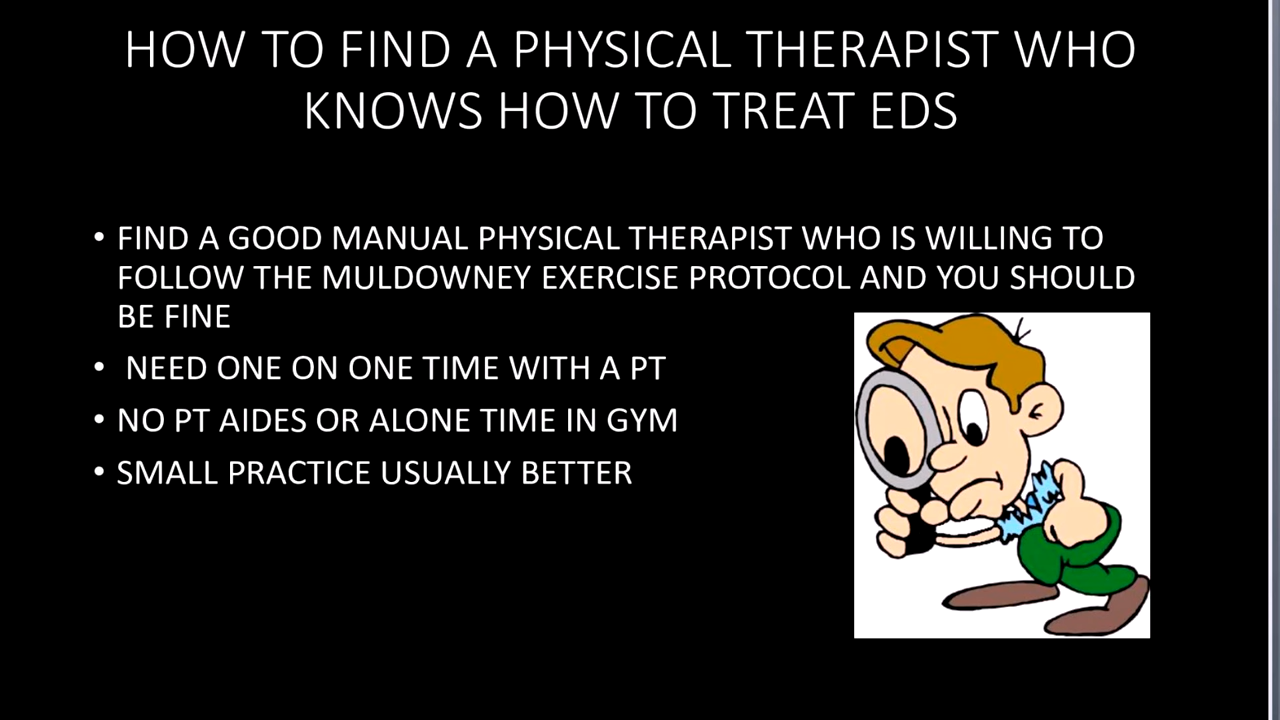 HOW TO FIND A PHYSICAL THERAPIST WHO
KNOWS HOW TO TREAT EDS
• FIND A GOOD MANUAL PHYSICAL THERAPIST WHO IS WILLING TO
FOLLOW THE MULDOWNEY EXERCISE PROTOCOL AND YOU SHOULD
BE FINE
• NEED ONE ON ONE TIME WITH A PT
• NO PT AIDES OR ALONE TIME IN GYM
• SMALL PRACTICE USUALLY BETTER